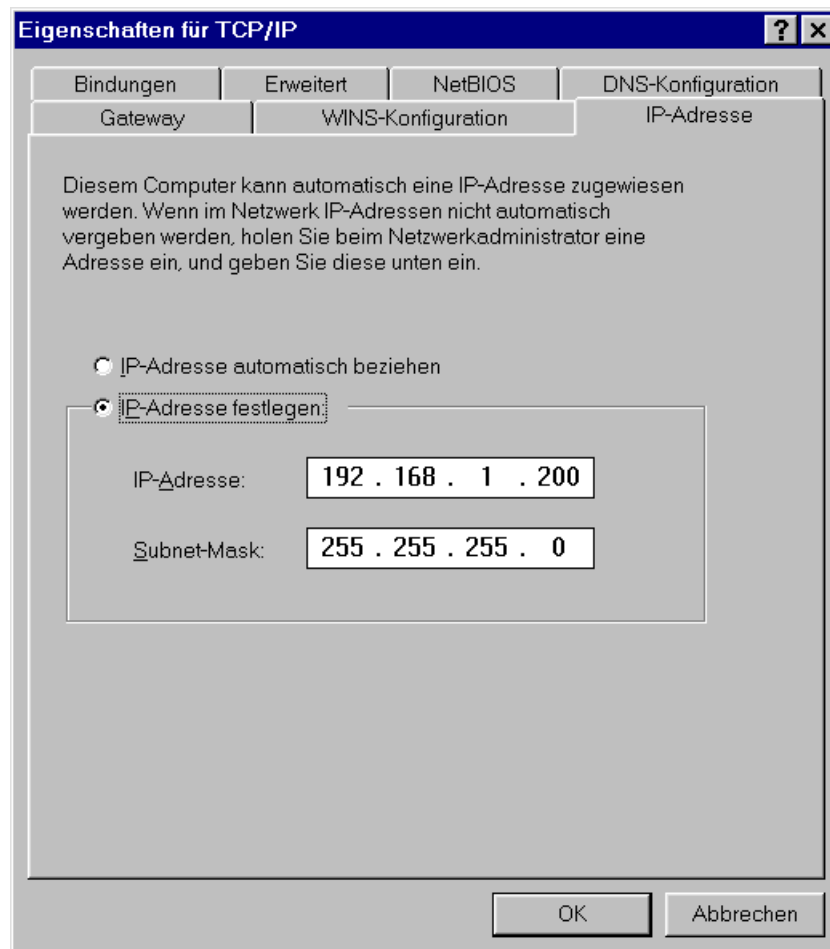 Eigenschaften für TCP/IP
Bindungen Erweitert NetBIOS DNS-Konfiguration
Gateway WINS-Konfiguration IP-Adresse
Diesem Computer kann automatisch eine IP-Adresse zugewiesen
werden. Wenn im Netzwerk IP-Adressen nicht automatisch
vergeben werden, holen Sie beim Netzwerkadministrator eine
Adresse ein, und geben Sie diese unten ein.
IP-Adresse automatisch beziehen
IP-Adresse festlegen:
IP-Adresse: 192 . 168 . 1 . 200
Subnet-Mask: 255 . 255 . 255 . 0
OK Abbrechen